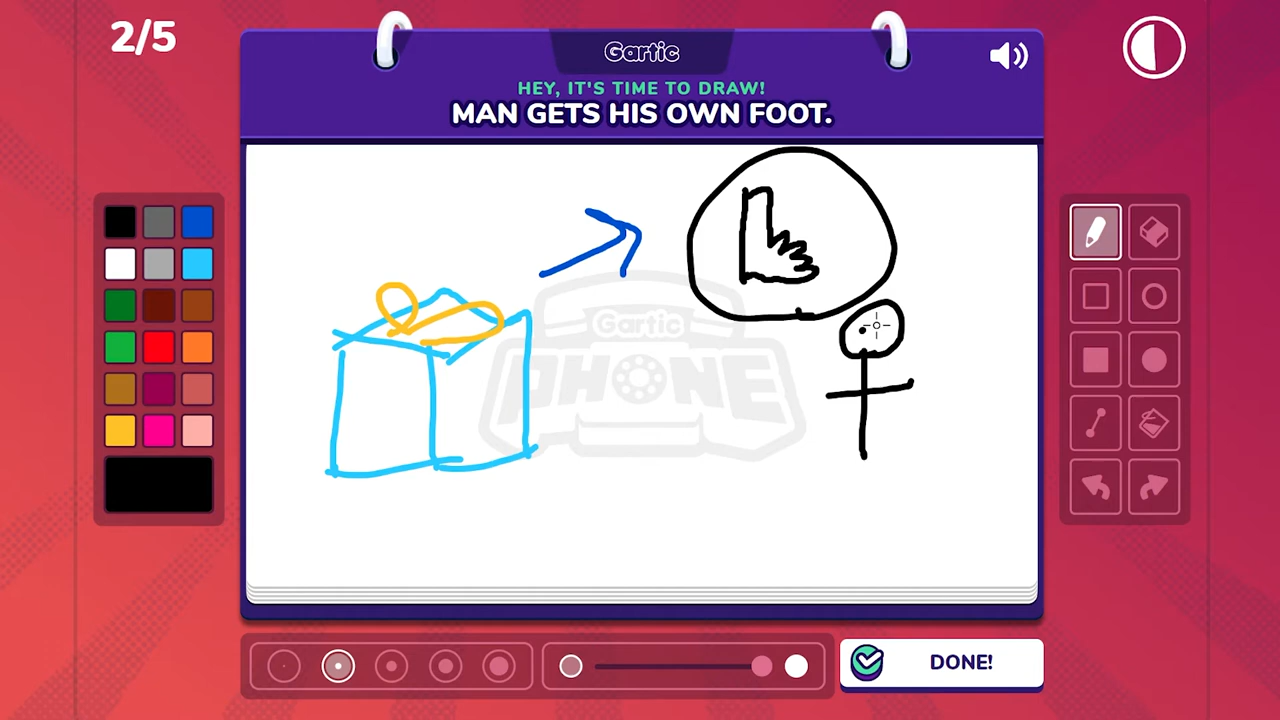 2/5
Gartic
HEY, IT'S TIME TO DRAW!
MAN GETS HIS OWN FOOT.
Gartic
PHONE
DONE!